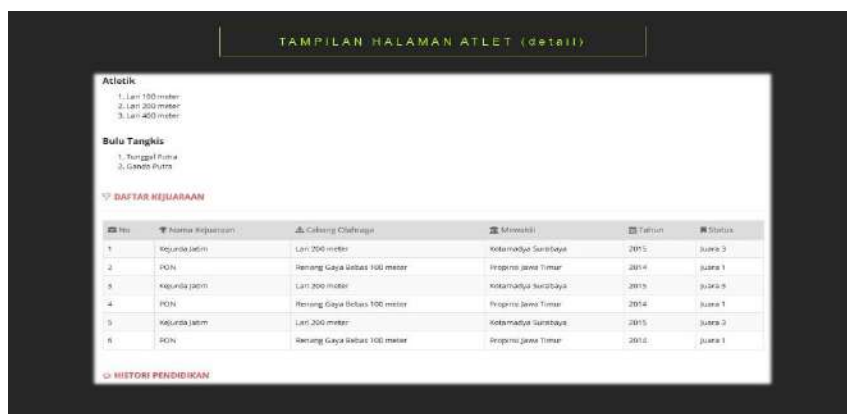 TAMPILAN HALAMAN ATLET (detail)
Atletik
1. Lari 100 meter
2. Lari 200 meter
3. Lari 400 meter
Bulu Tangkis
1. Tunggal Putra
2. Ganda Putra
DAFTAR KEJUARAAN
No Nama Kejuaraan Cabang Olahraga Mewakili Tahun Status
1 Kejurda Jatim Lari 200 meter Kotamadya Surabaya 2015 Juara 3
2 PON Renang Gaya Bebas 100 meter Propinsi Jawa Timur 2014 Juara 1
3 Kejurda Jatim Lari 200 meter Kotamadya Surabaya 2015 Juara 3
4 PON Renang Gaya Bebas 100 meter Propinsi Jawa Timur 2014 Juara 1
5 Kejurda Jatim Lari 200 meter Kotamadya Surabaya 2015 Juara 3
6 PON Renang Gaya Bebas 100 meter Propinsi Jawa Timur 2014 Juara 1
HISTORI PENDIDIKAN